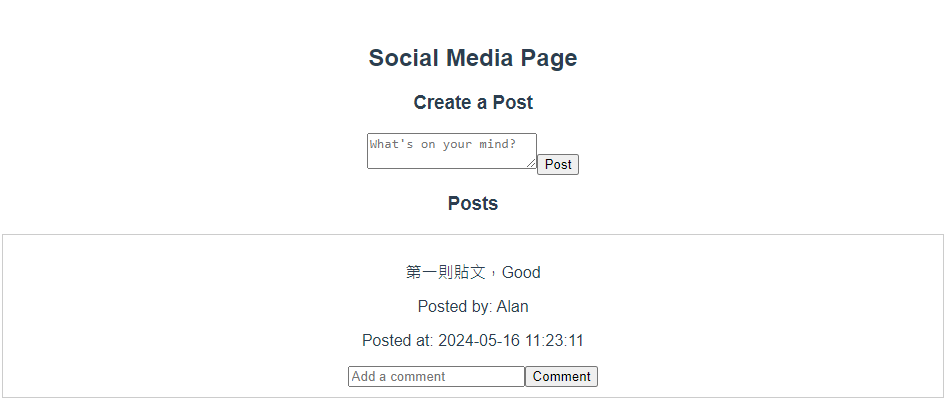 Social Media Page
Create a Post
What's on your mind?
Post
Posts
第一則貼文，Good
Posted by: Alan
Posted at: 2024-05-16 11:23:11
Add a comment
Comment